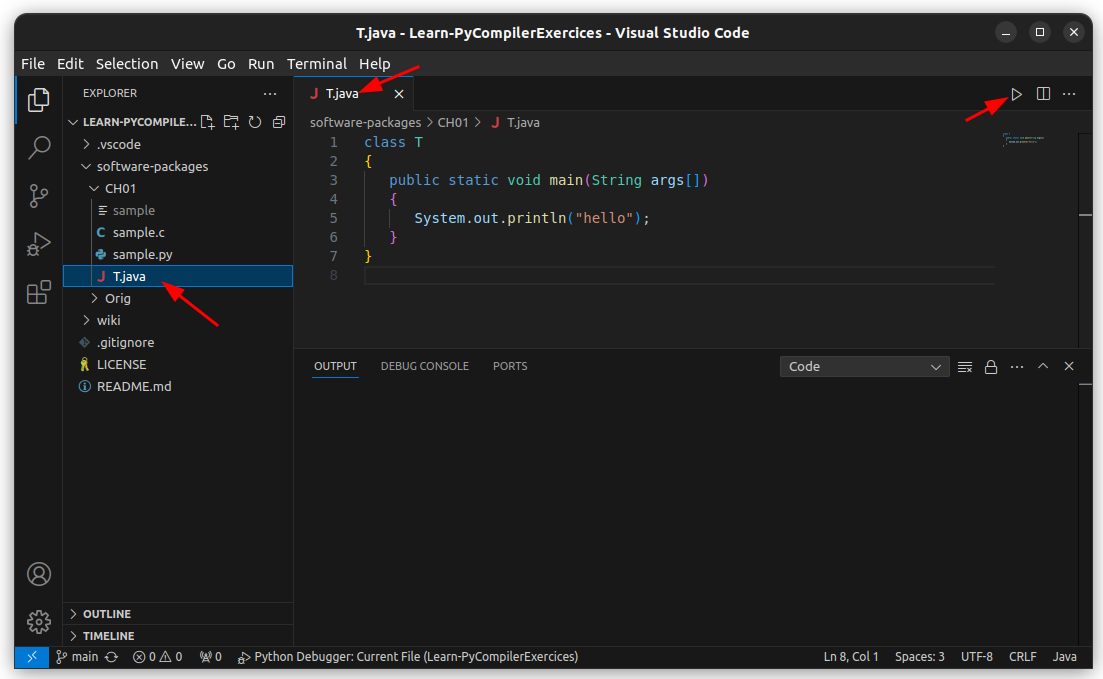 T.java - Learn-PyCompilerExercices - Visual Studio Code
File Edit Selection View Go Run Terminal Help
EXPLORER
LEARN-PYCOMPILE...
.vscode
software-packages
CH01
sample
sample.c
sample.py
T.java
Orig
wiki
.gitignore
LICENSE
README.md
OUTLINE
TIMELINE
T.java
software-packages > CH01 > T.java
1 class T
2 {
3 public static void main(String args[])
4 {
5 System.out.println("hello");
6 }
7 }
8
OUTPUT DEBUG CONSOLE PORTS Code
main 0 0 0 Python Debugger: Current File (Learn-PyCompilerExercices) Ln 8, Col 1 Spaces: 3 UTF-8 CRLF Java